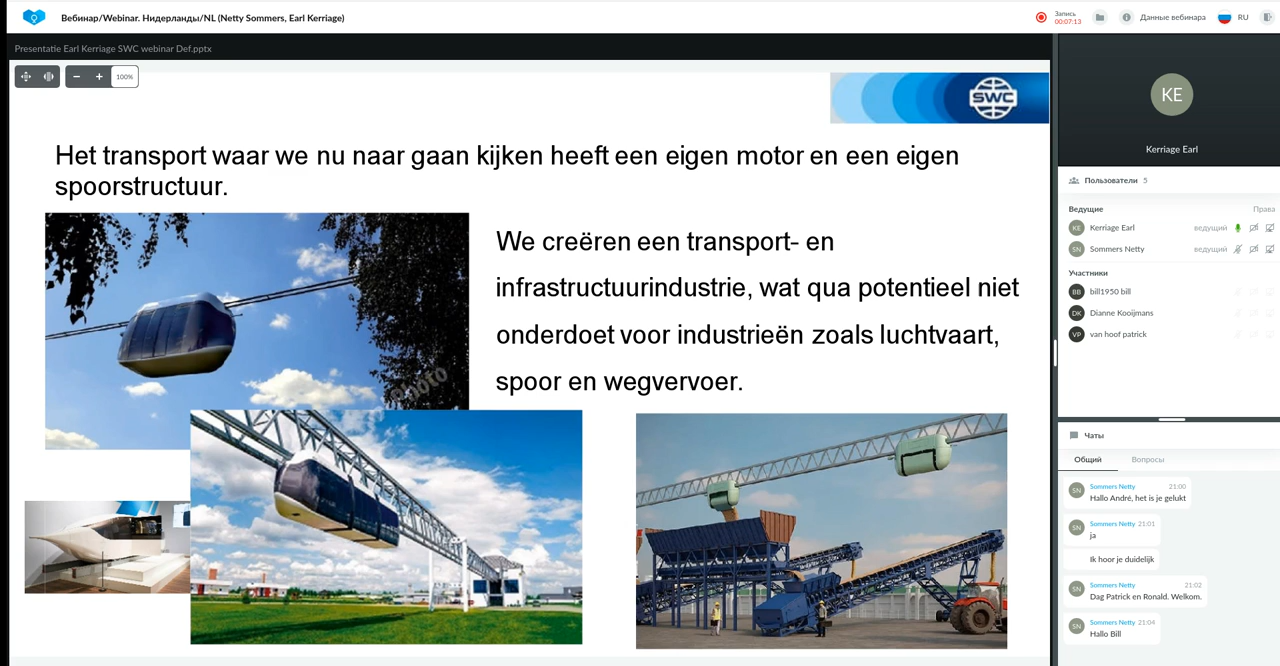 Вебинар/Webinar. Нидерланды/NL (Netty Sommers, Earl Kerriage)
Запись
00:07:13
Данные вебинара
RU
Presentatie Earl Kerriage SWC webinar Def.pptx
100%
SWC
Het transport waar we nu naar gaan kijken heeft een eigen motor en een eigen
spoorstructuur.
We creëren een transport- en
infrastructuurindustrie, wat qua potentieel niet
onderdoet voor industrieën zoals luchtvaart,
spoor en wegvervoer.
Photo
KE
Kerriage Earl
Пользователи 5
Ведущие Права
KE Kerriage Earl ведущий
SN Sommers Netty ведущий
Участники
BB bill1950 bill
DK Dianne Kooijmans
VP van hoof patrick
Чаты
Общий Вопросы
SN Sommers Netty 21:00
Hallo André, het is je gelukt
SN Sommers Netty 21:01
ja
Ik hoor je duidelijk
SN Sommers Netty 21:02
Dag Patrick en Ronald. Welkom.
SN Sommers Netty 21:04
Hallo Bill